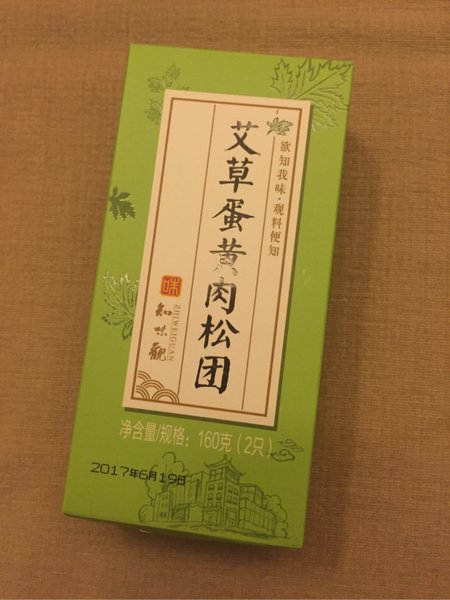 欲知我味·观料便知
艾草蛋黄肉松团
味
知味觀
ZHIWEIGUAN
净含量/规格：160克（2只）
2017年6月19日